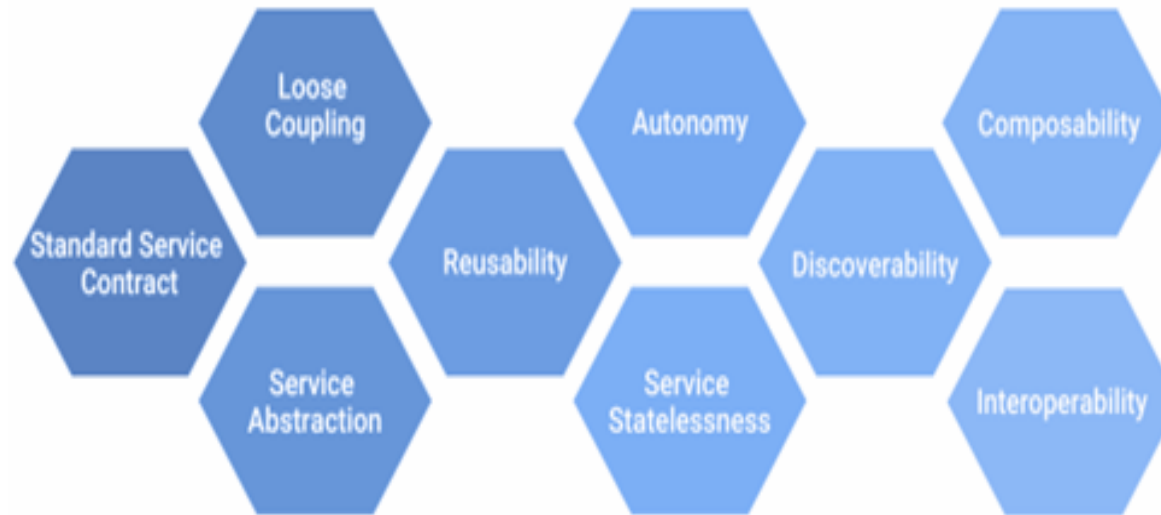 Standard Service
Contract
Loose
Coupling
Service
Abstraction
Reusability
Autonomy
Service
Statelessness
Discoverability
Composability
Interoperability